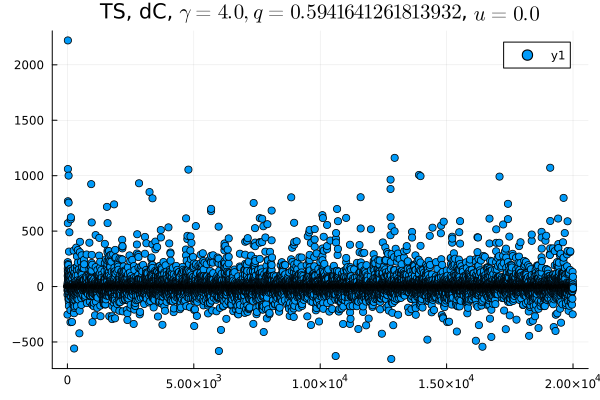 TS, dC, γ = 4.0, q = 0.5941641261813932, u = 0.0
y1
2000
1500
1000
500
0
−500
0 5.00×10³ 1.00×10⁴ 1.50×10⁴ 2.00×10⁴